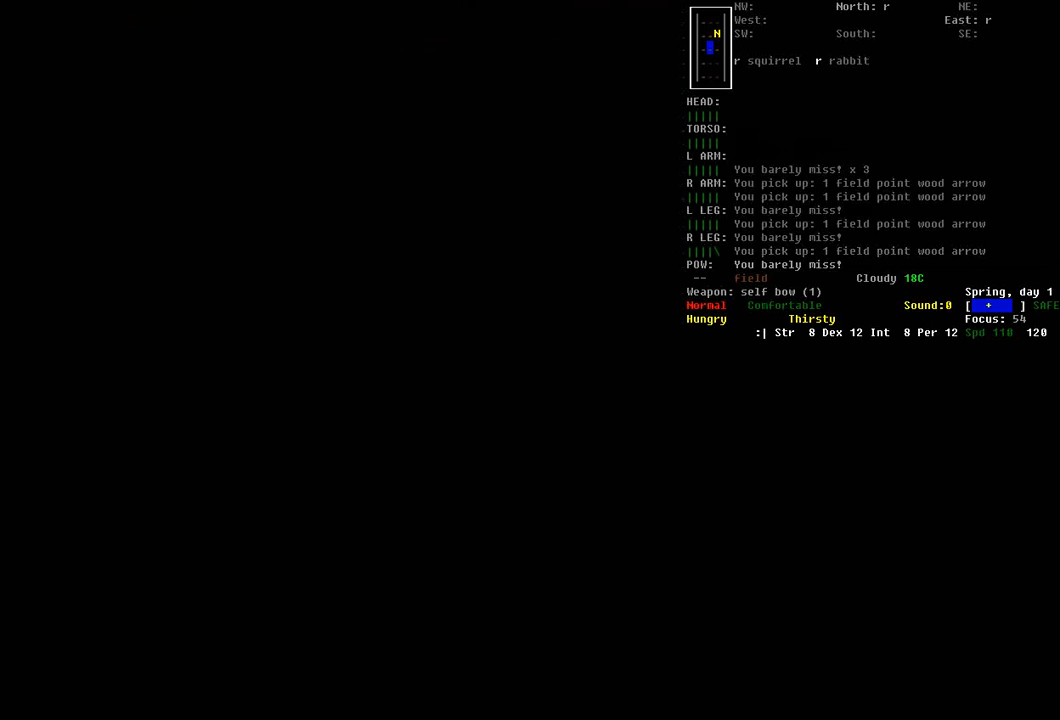 NW: North: r NE:
West: East: r
N
SW: South: SE:
r squirrel r rabbit
HEAD:
|||||
TORSO:
|||||
L ARM:
||||| You barely miss! x 3
R ARM: You pick up: 1 field point wood arrow
||||| You pick up: 1 field point wood arrow
L LEG: You barely miss!
||||| You pick up: 1 field point wood arrow
R LEG: You barely miss!
||||\ You pick up: 1 field point wood arrow
POW: You barely miss!
-- field Cloudy 18C
Weapon: self bow (1) Spring, day 1
Normal Comfortable Sound:0 [ + ] SAFE
Hungry Thirsty Focus: 54
:| Str 8 Dex 12 Int 8 Per 12 Spd 110 120